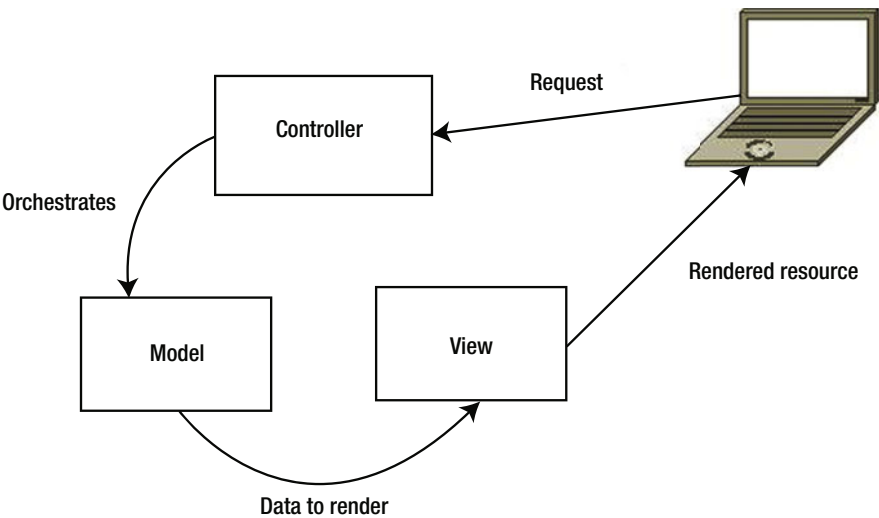 Request
Controller
Orchestrates
Rendered resource
Model
View
Data to render